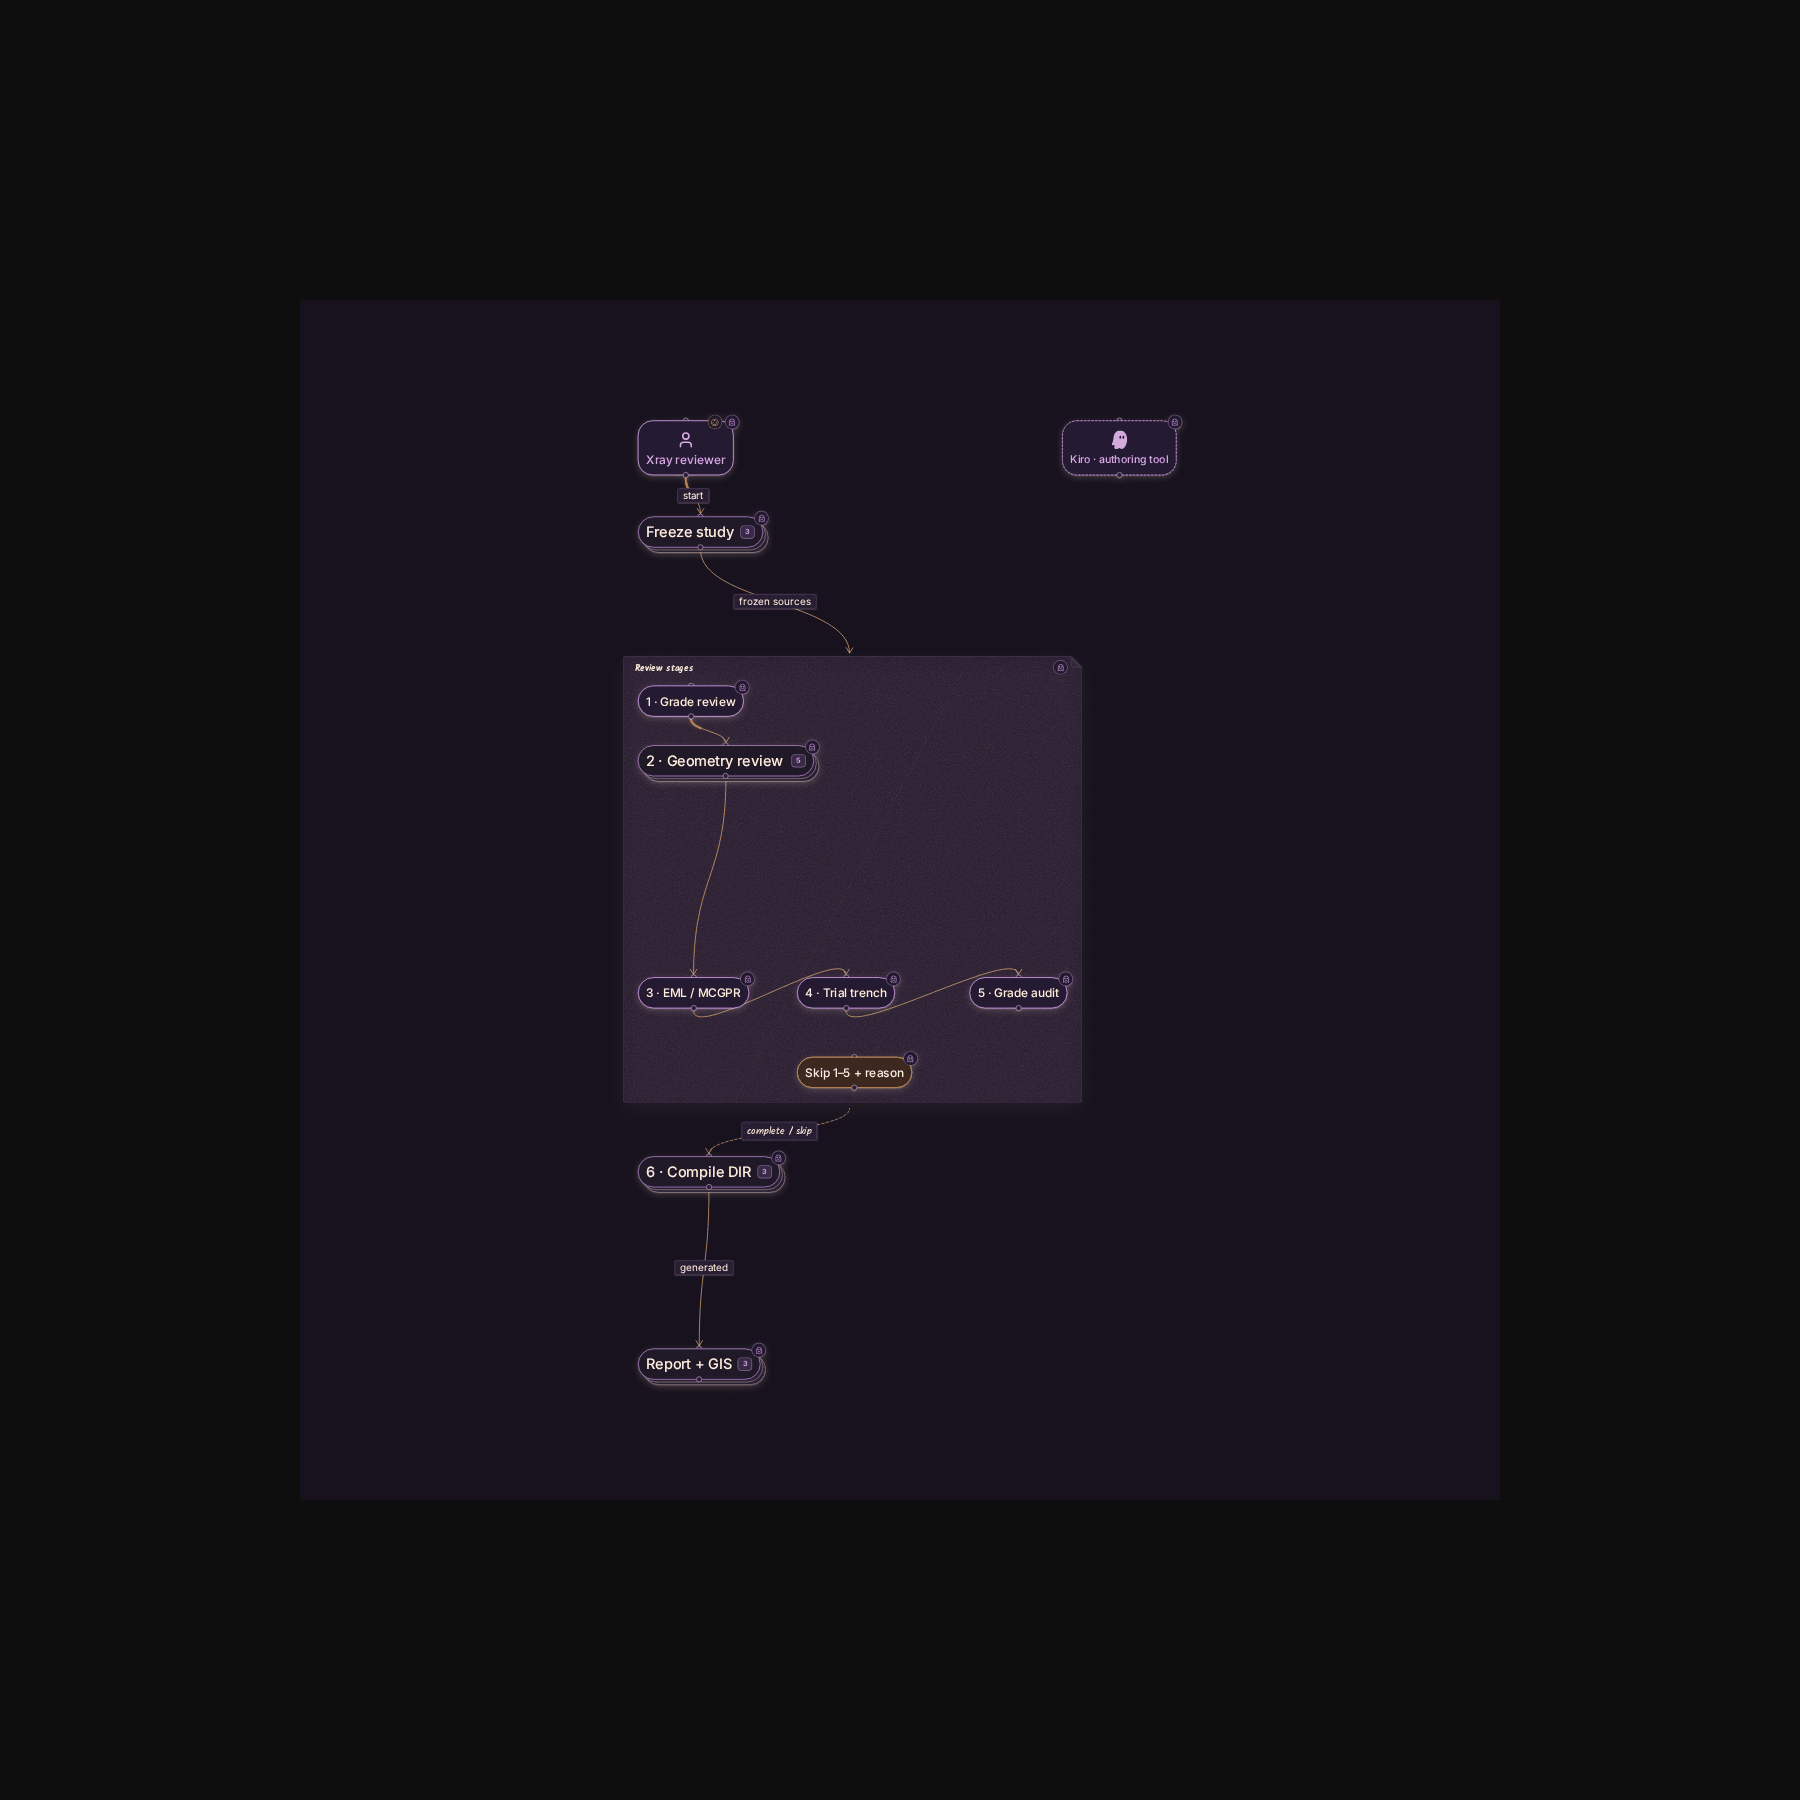 Xray reviewer
Kiro · authoring tool
start
Freeze study 3
frozen sources
Review stages
1 · Grade review
2 · Geometry review 5
3 · EML / MCGPR
4 · Trial trench
5 · Grade audit
Skip 1–5 + reason
complete / skip
6 · Compile DIR 3
generated
Report + GIS 3